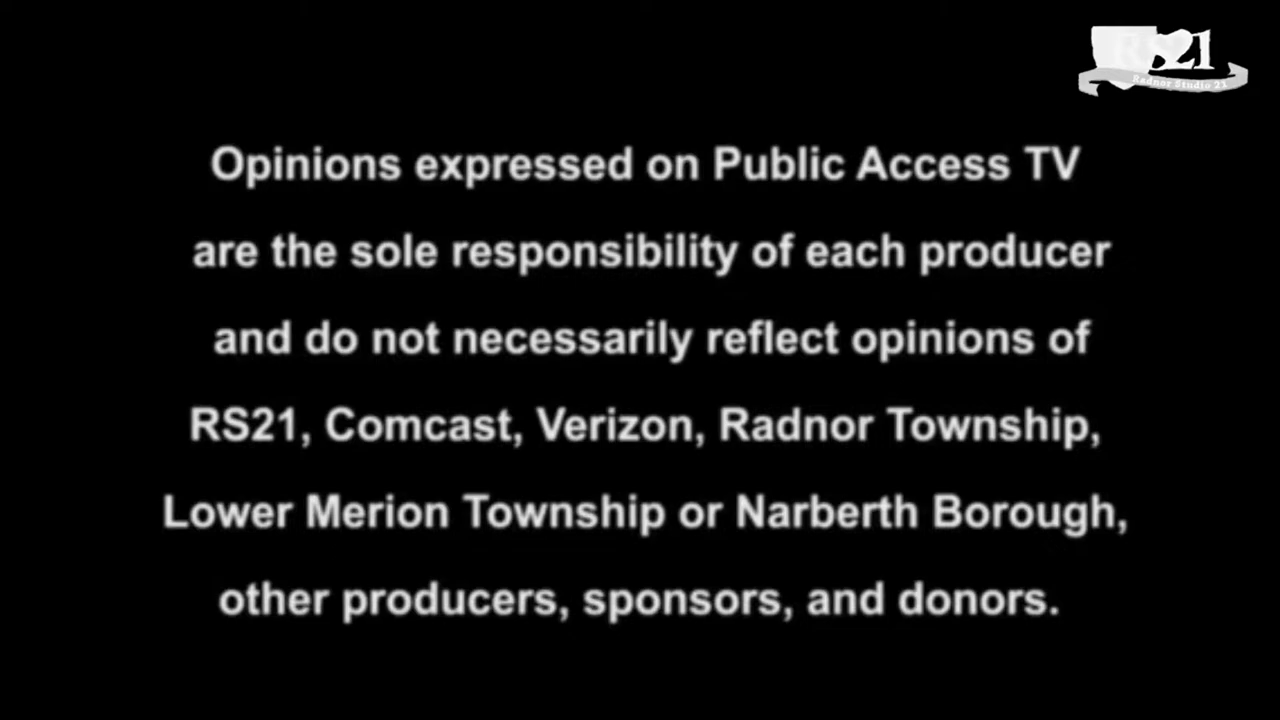 RS21
Radnor Studio 21
Opinions expressed on Public Access TV
are the sole responsibility of each producer
and do not necessarily reflect opinions of
RS21, Comcast, Verizon, Radnor Township,
Lower Merion Township or Narberth Borough,
other producers, sponsors, and donors.